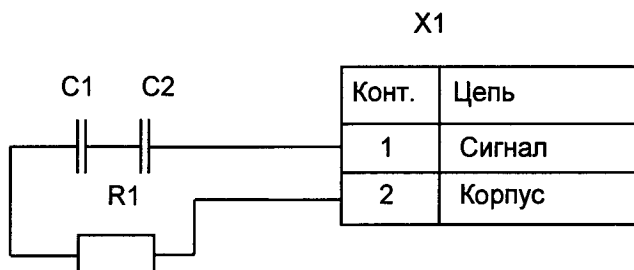 X1
C1 C2
Конт. Цепь
1 Сигнал
R1
2 Корпус